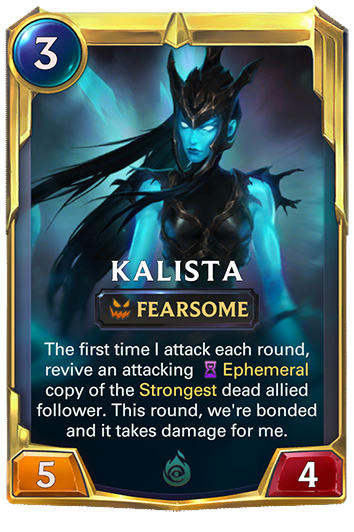 3
KALISTA
FEARSOME
The first time I attack each round,
revive an attacking Ephemeral
copy of the Strongest dead allied
follower. This round, we're bonded
and it takes damage for me.
5
4